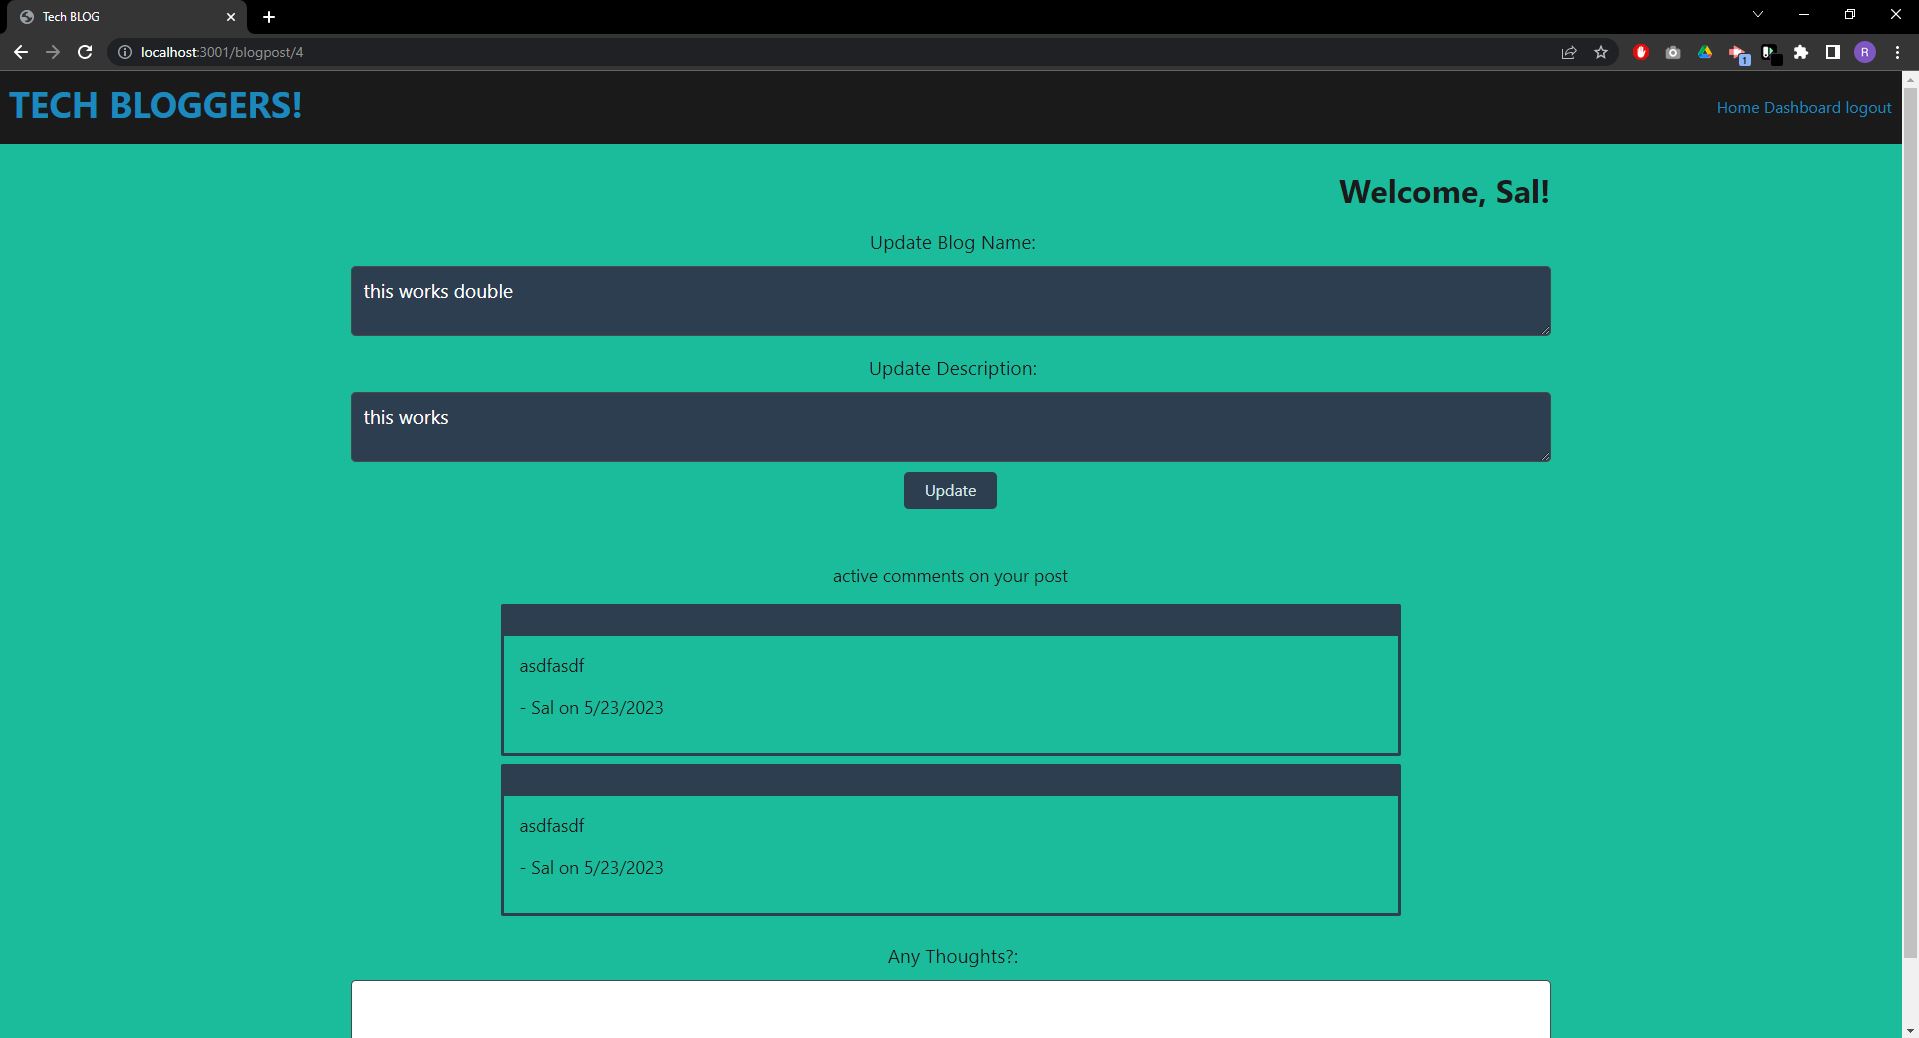 Tech BLOG
localhost:3001/blogpost/4
1
R
TECH BLOGGERS!
Home Dashboard logout
Welcome, Sal!
Update Blog Name:
this works double
Update Description:
this works
Update
active comments on your post
asdfasdf
- Sal on 5/23/2023
asdfasdf
- Sal on 5/23/2023
Any Thoughts?: